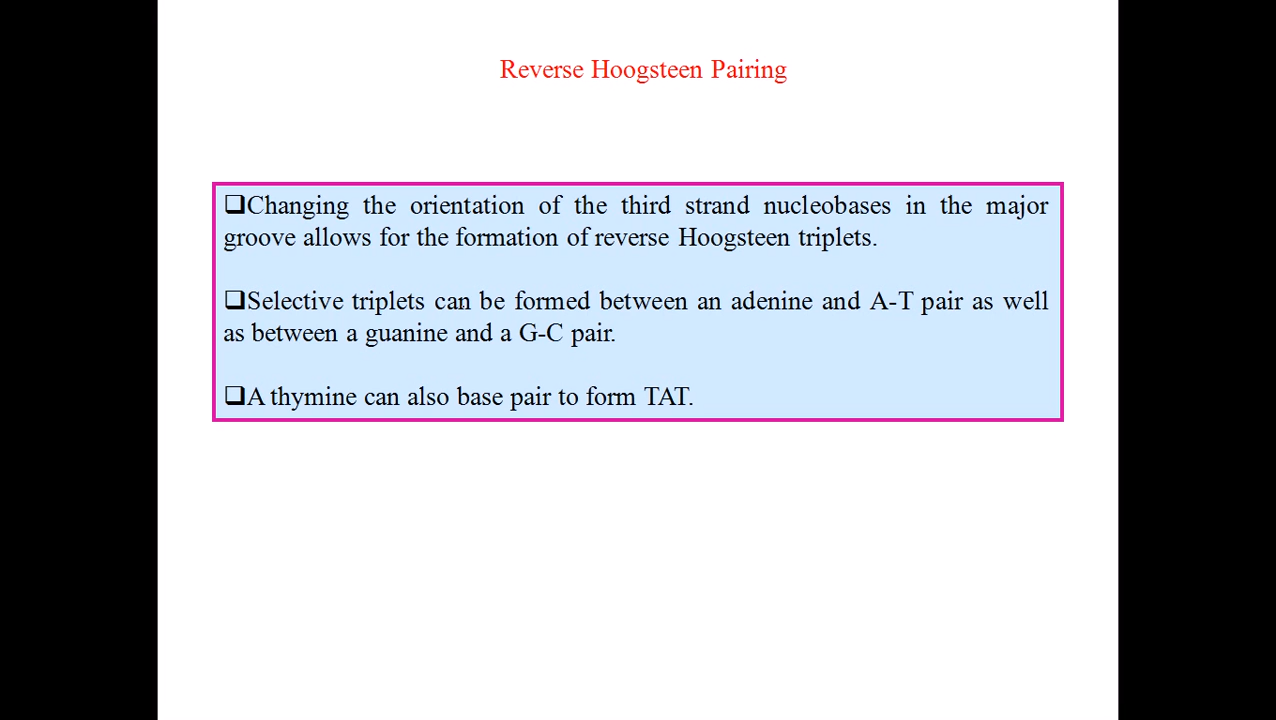 Reverse Hoogsteen Pairing
❑Changing the orientation of the third strand nucleobases in the major
groove allows for the formation of reverse Hoogsteen triplets.
❑Selective triplets can be formed between an adenine and A-T pair as well
as between a guanine and a G-C pair.
❑A thymine can also base pair to form TAT.